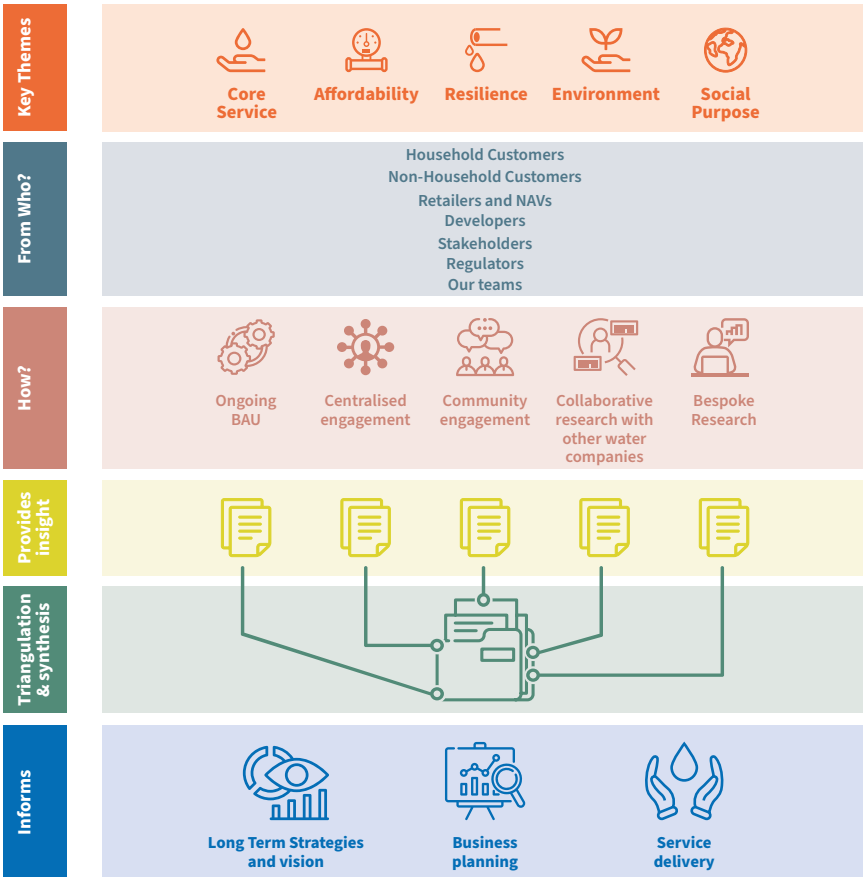 Key Themes
Core
Service
Affordability
Resilience
Environment
Social
Purpose
From Who?
Household Customers
Non-Household Customers
Retailers and NAVs
Developers
Stakeholders
Regulators
Our teams
How?
Ongoing
BAU
Centralised
engagement
Community
engagement
Collaborative
research with
other water
companies
Bespoke
Research
Provides
insight
Triangulation
& synthesis
Informs
Long Term Strategies
and vision
Business
planning
Service
delivery